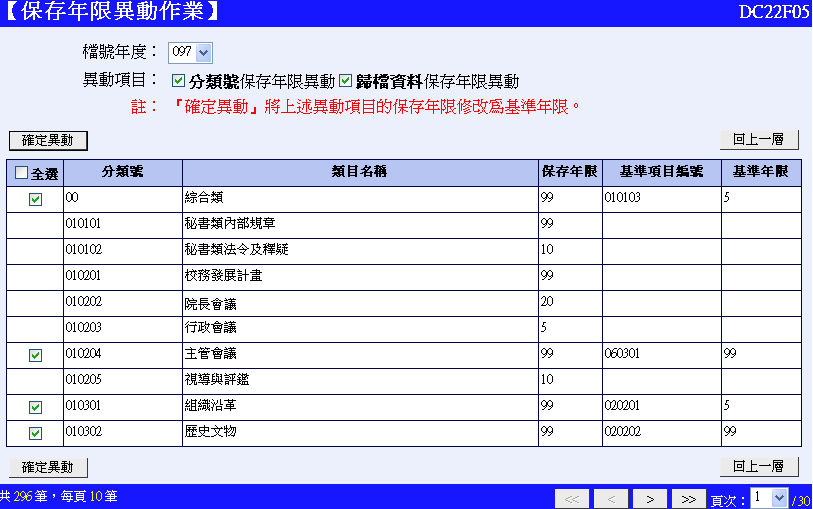 【保存年限異動作業】 DC22F05
檔號年度： 097
異動項目： 分類號保存年限異動 歸檔資料保存年限異動
註： 『確定異動』將上述異動項目的保存年限修改為基準年限。
確定異動 回上一層
全選 分類號 類目名稱 保存年限 基準項目編號 基準年限
00 綜合類 99 010103 5
010101 秘書類內部規章 99
010102 秘書類法令及釋疑 10
010201 校務發展計畫 99
010202 院長會議 20
010203 行政會議 5
010204 主管會議 99 060301 99
010205 視導與評鑑 10
010301 組織沿革 99 020201 5
010302 歷史文物 99 020202 99
確定異動 回上一層
共 296 筆，每頁 10 筆 << < > >> 頁次： 1 /30